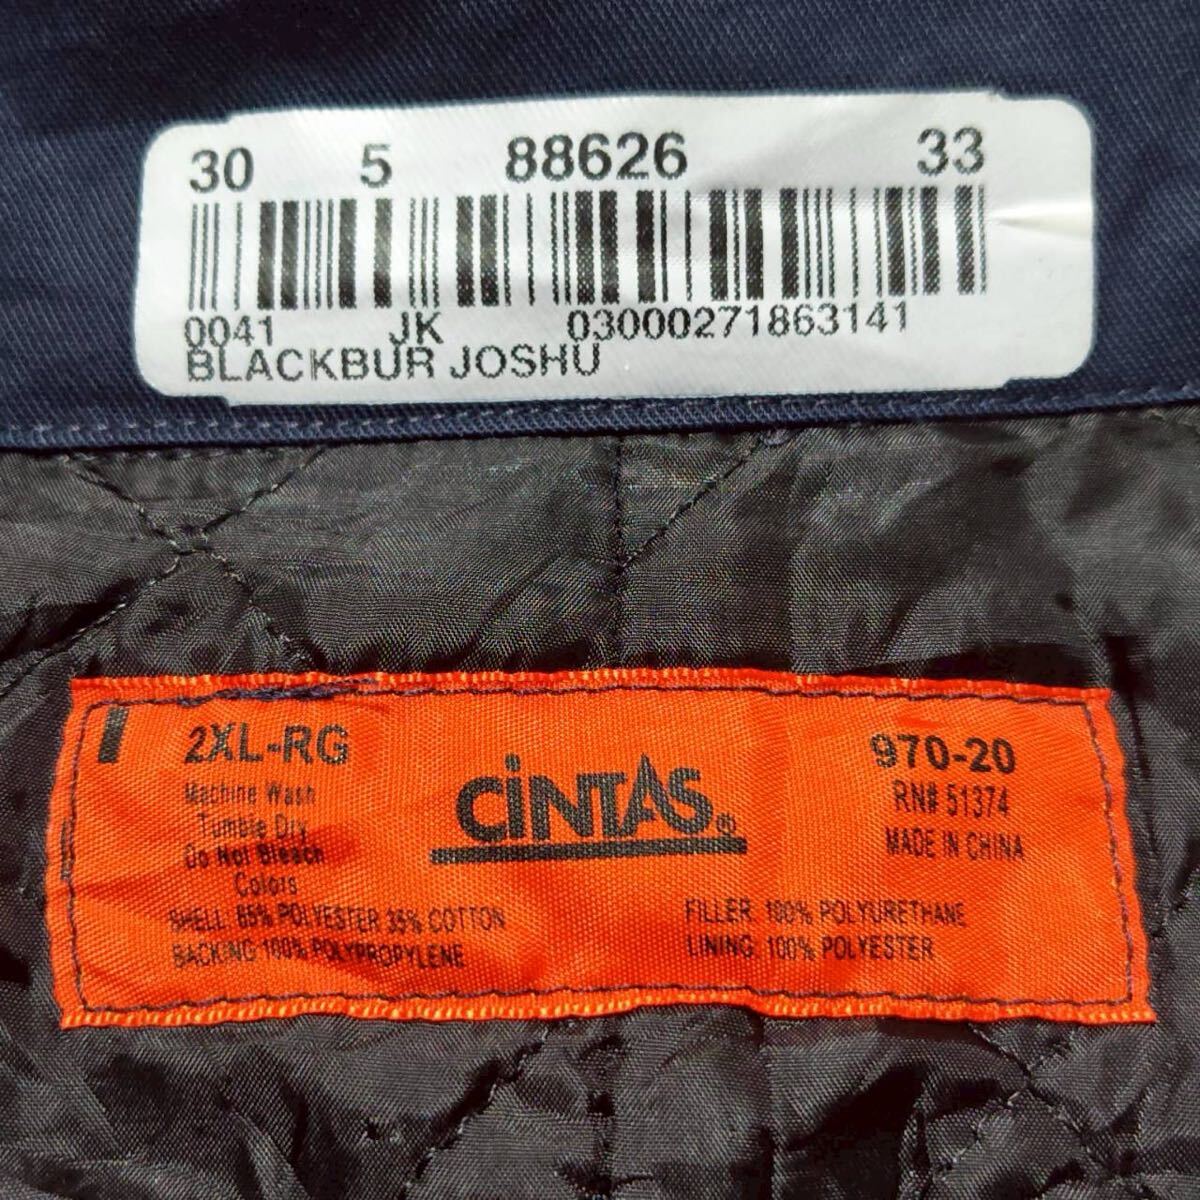 30 5 88626 33
0041 JK 03000271863141
BLACKBUR JOSHU
2XL-RG
Machine Wash
Tumble Dry
Do Not Bleach
Colors
SHELL: 65% POLYESTER 35% COTTON
BACKING 100% POLYPROPYLENE
CiNTAS®
970-20
RN# 51374
MADE IN CHINA
FILLER 100% POLYURETHANE
LINING: 100% POLYESTER